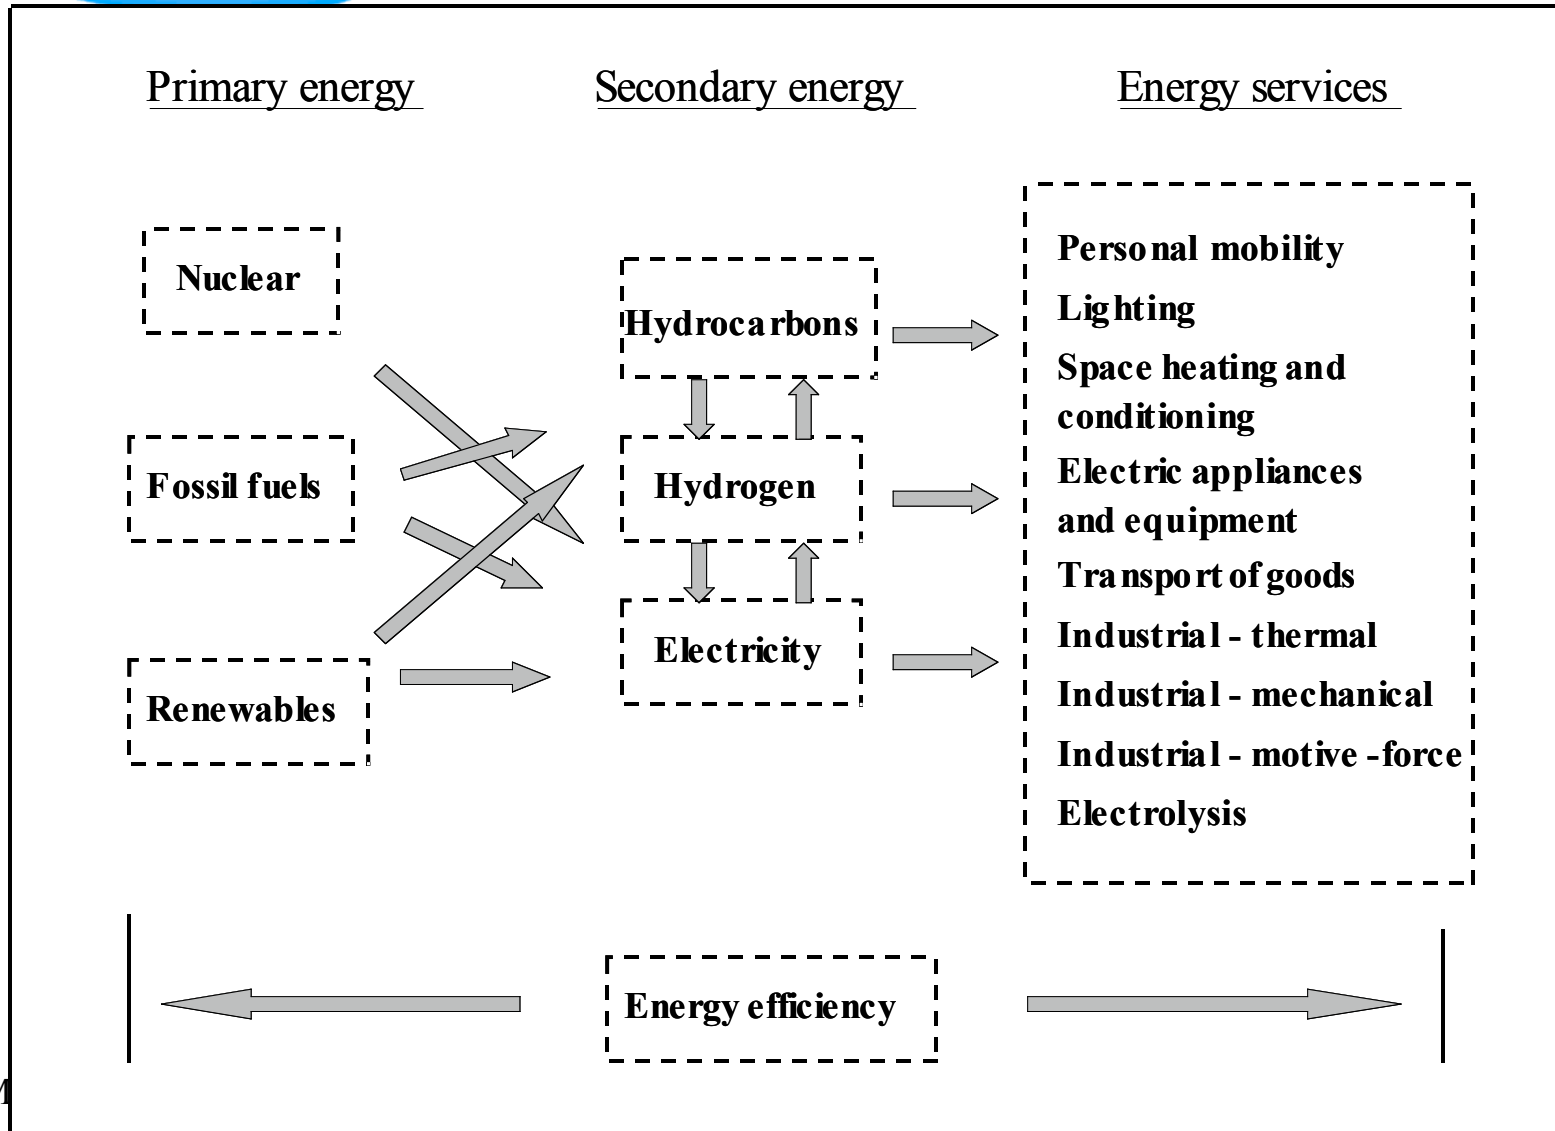 Primary energy
Secondary energy
Energy services
Nuclear
Fossil fuels
Renewables
Hydrocarbons
Hydrogen
Electricity
Personal mobility
Lighting
Space heating and
conditioning
Electric appliances
and equipment
Transport of goods
Industrial - thermal
Industrial - mechanical
Industrial - motive -force
Electrolysis
Energy efficiency